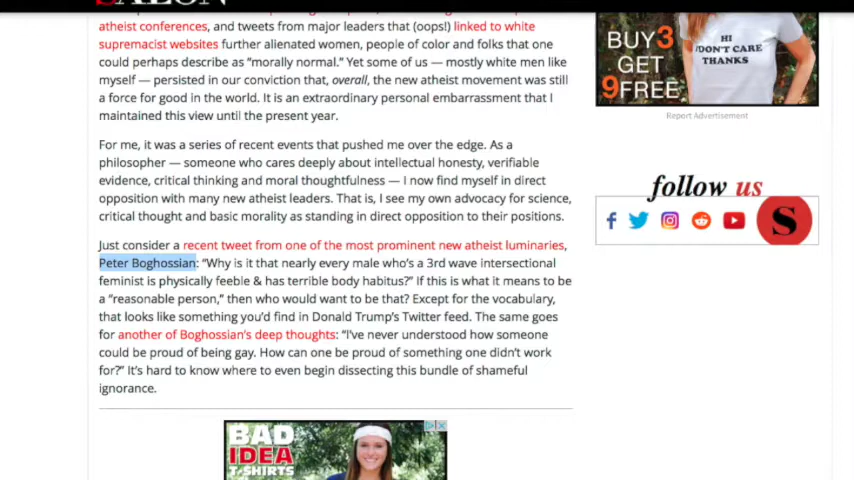 SALON
atheist conferences, and tweets from major leaders that (oops!) linked to white
supremacist websites further alienated women, people of color and folks that one
could perhaps describe as “morally normal.” Yet some of us — mostly white men like
myself — persisted in our conviction that, overall, the new atheist movement was still
a force for good in the world. It is an extraordinary personal embarrassment that I
maintained this view until the present year.
For me, it was a series of recent events that pushed me over the edge. As a
philosopher — someone who cares deeply about intellectual honesty, verifiable
evidence, critical thinking and moral thoughtfulness — I now find myself in direct
opposition with many new atheist leaders. That is, I see my own advocacy for science,
critical thought and basic morality as standing in direct opposition to their positions.
Just consider a recent tweet from one of the most prominent new atheist luminaries,
Peter Boghossian: “Why is it that nearly every male who’s a 3rd wave intersectional
feminist is physically feeble & has terrible body habitus?” If this is what it means to be
a “reasonable person,” then who would want to be that? Except for the vocabulary,
that looks like something you’d find in Donald Trump’s Twitter feed. The same goes
for another of Boghossian’s deep thoughts: “I’ve never understood how someone
could be proud of being gay. How can one be proud of something one didn’t work
for?” It’s hard to know where to even begin dissecting this bundle of shameful
ignorance.
BAD
IDEA
T-SHIRTS
BUY3
GET
9FREE
HI
I DON'T CARE
THANKS
Report Advertisement
follow us
S